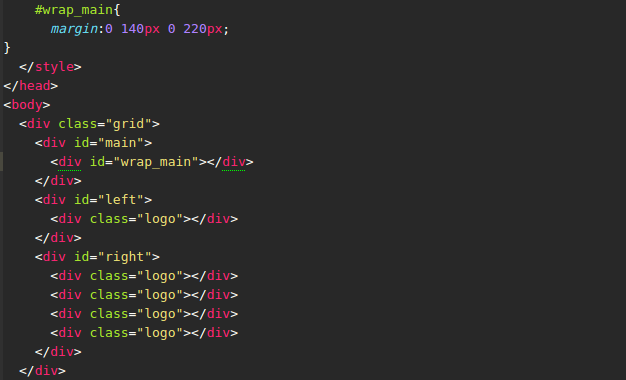 #wrap_main{
margin:0 140px 0 220px;
}
</style>
</head>
<body>
<div class="grid">
<div id="main">
<div id="wrap_main"></div>
</div>
<div id="left">
<div class="logo"></div>
</div>
<div id="right">
<div class="logo"></div>
<div class="logo"></div>
<div class="logo"></div>
<div class="logo"></div>
</div>
</div>